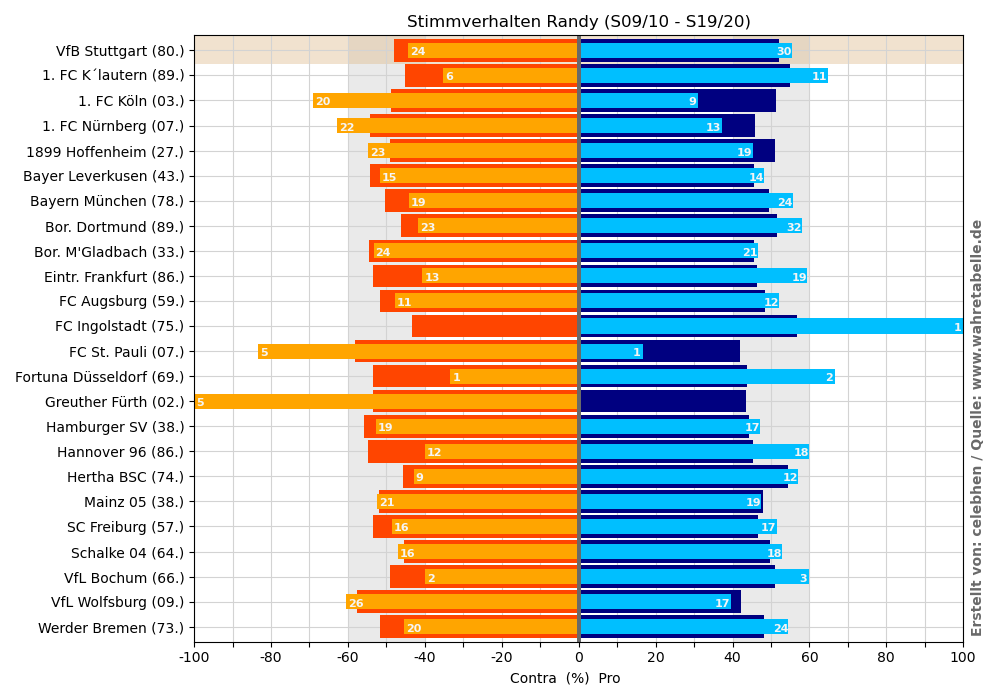 Stimmverhalten Randy (S09/10 - S19/20)
VfB Stuttgart (80.) 24 30
1. FC K´lautern (89.) 6 11
1. FC Köln (03.) 20 9
1. FC Nürnberg (07.) 22 13
1899 Hoffenheim (27.) 23 19
Bayer Leverkusen (43.) 15 14
Bayern München (78.) 19 24
Bor. Dortmund (89.) 23 32
Bor. M'Gladbach (33.) 24 21
Eintr. Frankfurt (86.) 13 19
FC Augsburg (59.) 11 12
FC Ingolstadt (75.) 1
FC St. Pauli (07.) 5 1
Fortuna Düsseldorf (69.) 1 2
Greuther Fürth (02.) 5
Hamburger SV (38.) 19 17
Hannover 96 (86.) 12 18
Hertha BSC (74.) 9 12
Mainz 05 (38.) 21 19
SC Freiburg (57.) 16 17
Schalke 04 (64.) 16 18
VfL Bochum (66.) 2 3
VfL Wolfsburg (09.) 26 17
Werder Bremen (73.) 20 24
-100 -80 -60 -40 -20 0 20 40 60 80 100
Contra (%) Pro
Erstellt von: celebhen / Quelle: www.wahretabelle.de